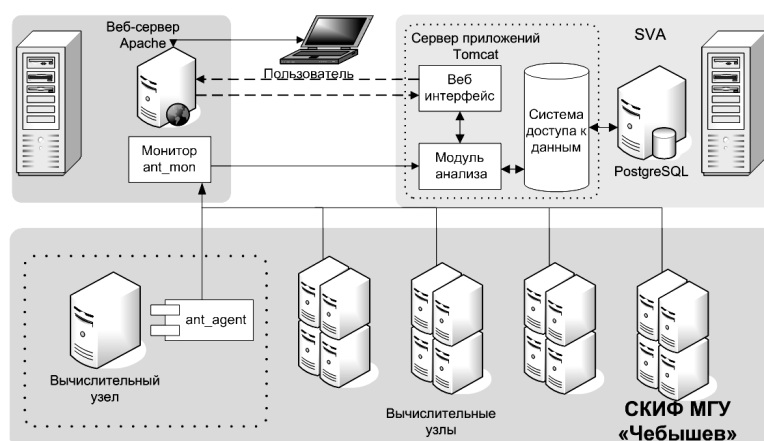 Веб-сервер
Apache
Пользователь
Сервер приложений
Tomcat
SVA
Веб
интерфейс
Система
доступа к
данным
Монитор
ant_mon
Модуль
анализа
PostgreSQL
ant_agent
Вычислительный
узел
Вычислительные
узлы
СКИФ МГУ
«Чебышев»